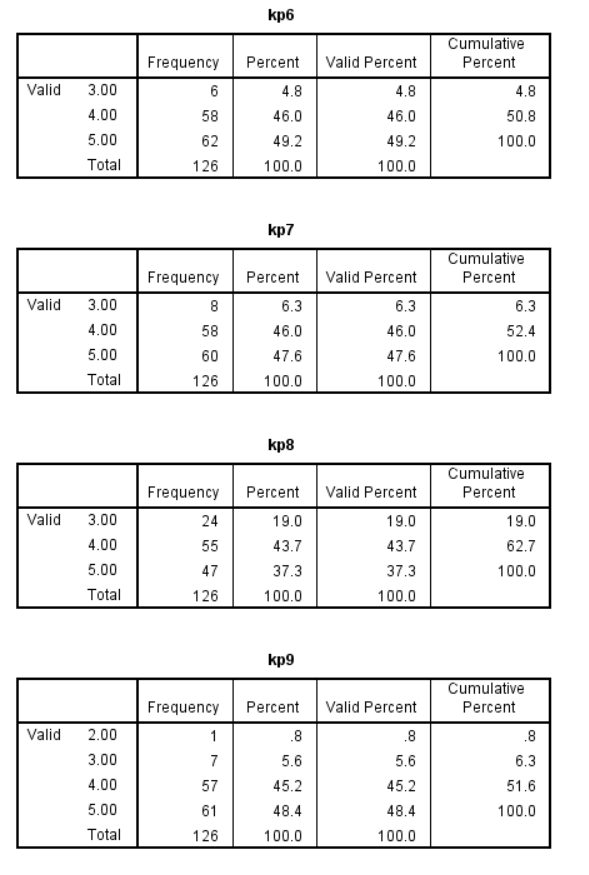 kp6
Frequency Percent Valid Percent Cumulative Percent
Valid 3.00 6 4.8 4.8 4.8
4.00 58 46.0 46.0 50.8
5.00 62 49.2 49.2 100.0
Total 126 100.0 100.0
kp7
Frequency Percent Valid Percent Cumulative Percent
Valid 3.00 8 6.3 6.3 6.3
4.00 58 46.0 46.0 52.4
5.00 60 47.6 47.6 100.0
Total 126 100.0 100.0
kp8
Frequency Percent Valid Percent Cumulative Percent
Valid 3.00 24 19.0 19.0 19.0
4.00 55 43.7 43.7 62.7
5.00 47 37.3 37.3 100.0
Total 126 100.0 100.0
kp9
Frequency Percent Valid Percent Cumulative Percent
Valid 2.00 1 .8 .8 .8
3.00 7 5.6 5.6 6.3
4.00 57 45.2 45.2 51.6
5.00 61 48.4 48.4 100.0
Total 126 100.0 100.0